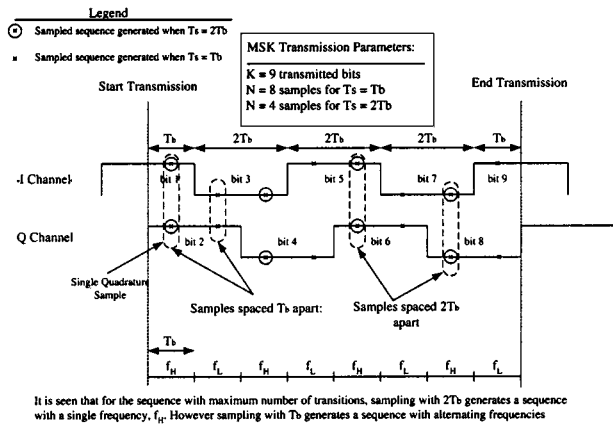 Legend
Sampled sequence generated when Ts = 2Tb
Sampled sequence generated when Ts = Tb
MSK Transmission Parameters:
K = 9 transmitted bits
N = 8 samples for Ts = Tb
N = 4 samples for Ts = 2Tb
Start Transmission
End Transmission
Tb 2Tb 2Tb 2Tb Tb
I Channel
bit 1 bit 3 bit 5 bit 7 bit 9
Q Channel
bit 2 bit 4 bit 6 bit 8
Single Quadrature
Sample
Samples spaced Tb apart:
Samples spaced 2Tb
apart
Tb
fH fL fH fL fH fL fH fL
It is seen that for the sequence with maximum number of transitions, sampling with 2Tb generates a sequence
with a single frequency, fH. However sampling with Tb generates a sequence with alternating frequencies